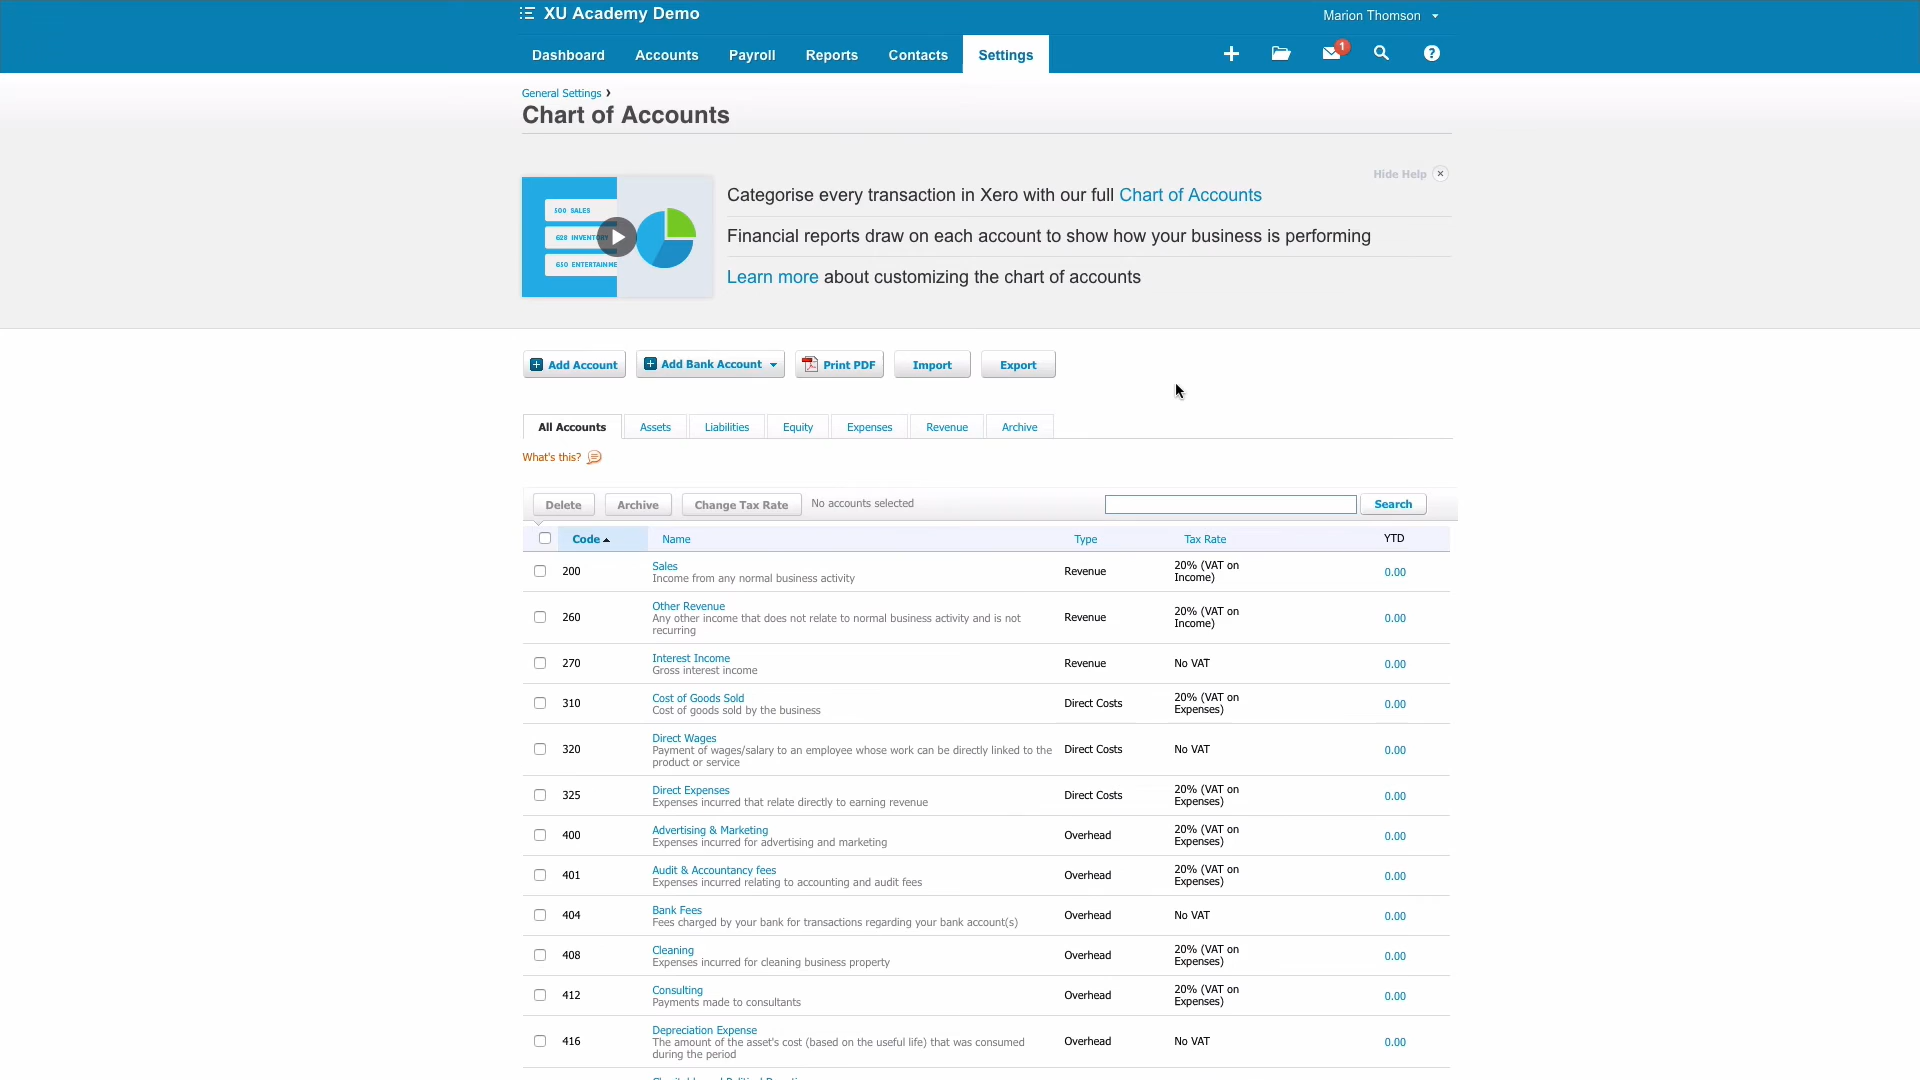 XU Academy Demo
Marion Thomson
Dashboard Accounts Payroll Reports Contacts Settings
1
?
General Settings ›
Chart of Accounts
Hide Help
Categorise every transaction in Xero with our full Chart of Accounts
500 SALES
628 INVENTORY
650 ENTERTAINME
Financial reports draw on each account to show how your business is performing
Learn more about customizing the chart of accounts
Add Account Add Bank Account Print PDF Import Export
All Accounts Assets Liabilities Equity Expenses Revenue Archive
What's this?
Delete Archive Change Tax Rate No accounts selected Search
Code Name Type Tax Rate YTD
200 Sales Revenue 20% (VAT on 0.00
Income from any normal business activity Income)
260 Other Revenue Revenue 20% (VAT on 0.00
Any other income that does not relate to normal business activity and is not Income)
recurring
270 Interest Income Revenue No VAT 0.00
Gross interest income
310 Cost of Goods Sold Direct Costs 20% (VAT on 0.00
Cost of goods sold by the business Expenses)
320 Direct Wages Direct Costs No VAT 0.00
Payment of wages/salary to an employee whose work can be directly linked to the
product or service
325 Direct Expenses Direct Costs 20% (VAT on 0.00
Expenses incurred that relate directly to earning revenue Expenses)
400 Advertising & Marketing Overhead 20% (VAT on 0.00
Expenses incurred for advertising and marketing Expenses)
401 Audit & Accountancy fees Overhead 20% (VAT on 0.00
Expenses incurred relating to accounting and audit fees Expenses)
404 Bank Fees Overhead No VAT 0.00
Fees charged by your bank for transactions regarding your bank account(s)
408 Cleaning Overhead 20% (VAT on 0.00
Expenses incurred for cleaning business property Expenses)
412 Consulting Overhead 20% (VAT on 0.00
Payments made to consultants Expenses)
416 Depreciation Expense Overhead No VAT 0.00
The amount of the asset's cost (based on the useful life) that was consumed
during the period